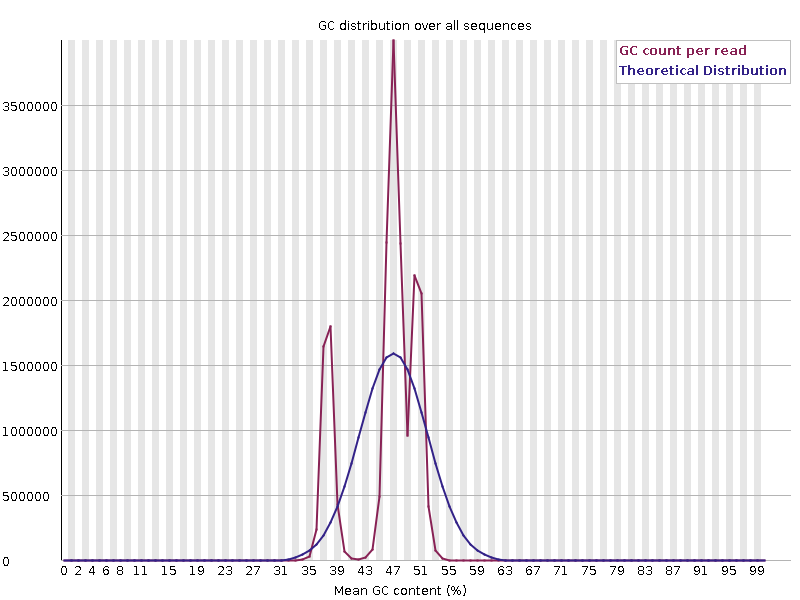 GC distribution over all sequences
GC count per read
Theoretical Distribution
3500000
3000000
2500000
2000000
1500000
1000000
500000
0
0 2 4 6 8 11 15 19 23 27 31 35 39 43 47 51 55 59 63 67 71 75 79 83 87 91 95 99
Mean GC content (%)